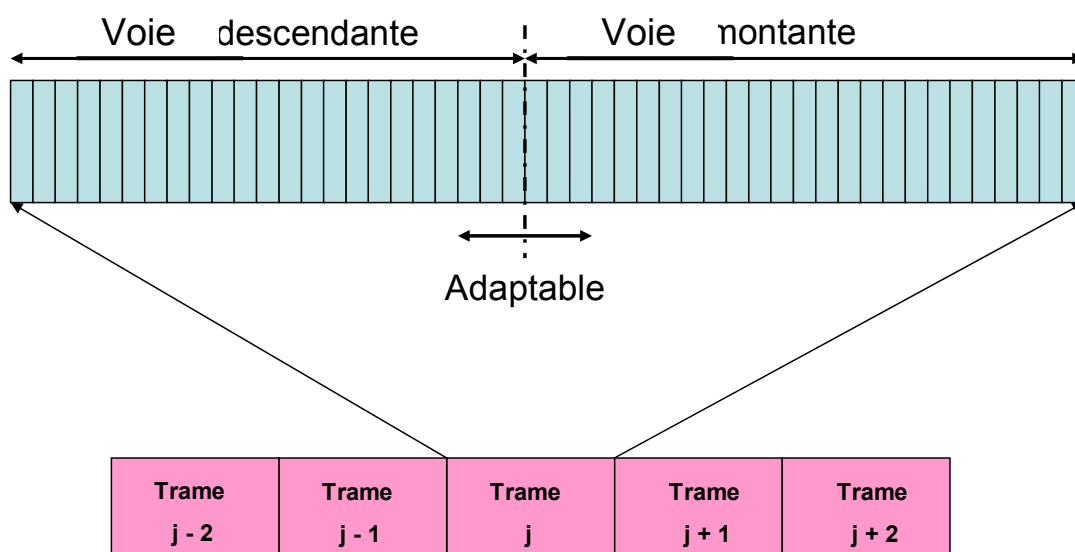 Voie descendante
Voie montante
Adaptable
Trame
j - 2
Trame
j - 1
Trame
j
Trame
j + 1
Trame
j + 2